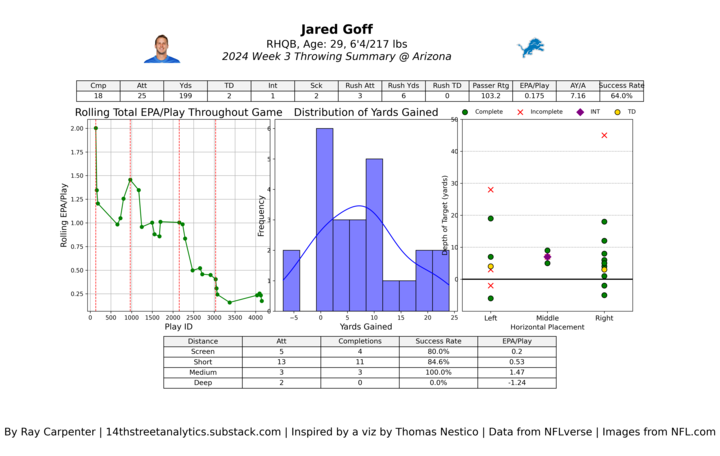 Jared Goff
RHQB, Age: 29, 6'4/217 lbs
2024 Week 3 Throwing Summary @ Arizona
Cmp Att Yds TD Int Sck Rush Att Rush Yds Rush TD Passer Rtg EPA/Play AY/A Success Rate
18 25 199 2 1 2 3 6 0 103.2 0.175 7.16 64.0%
Rolling Total EPA/Play Throughout Game
Rolling EPA/Play
2.00
1.75
1.50
1.25
1.00
0.75
0.50
0.25
0 500 1000 1500 2000 2500 3000 3500 4000
Play ID
Distribution of Yards Gained
Frequency
6
5
4
3
2
1
0
−5 0 5 10 15 20 25
Yards Gained
Complete Incomplete INT TD
Depth of Target (yards)
50
40
30
20
10
0
Left Middle Right
Horizontal Placement
Distance Att Completions Success Rate EPA/Play
Screen 5 4 80.0% 0.2
Short 13 11 84.6% 0.53
Medium 3 3 100.0% 1.47
Deep 2 0 0.0% -1.24
By Ray Carpenter | 14thstreetanalytics.substack.com | Inspired by a viz by Thomas Nestico | Data from NFLverse | Images from NFL.com